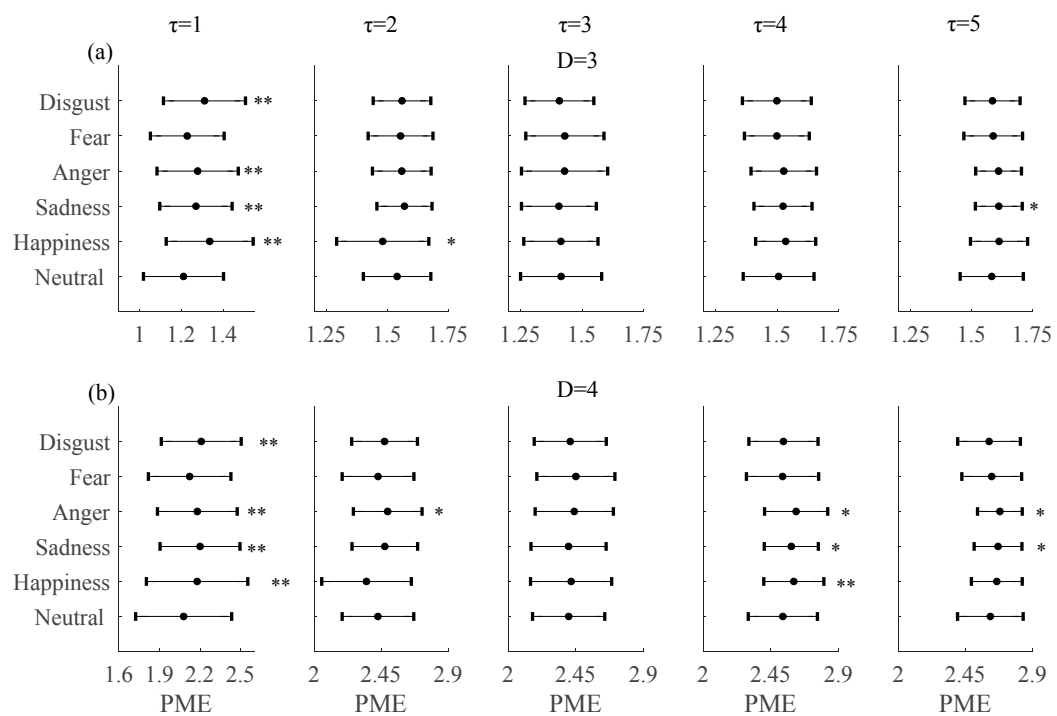 τ=1 τ=2 τ=3 τ=4 τ=5
(a) D=3
Disgust **
Fear
Anger **
Sadness ** *
Happiness ** *
Neutral
1 1.2 1.4 1.25 1.5 1.75 1.25 1.5 1.75 1.25 1.5 1.75 1.25 1.5 1.75
(b) D=4
Disgust **
Fear
Anger ** * * *
Sadness ** * *
Happiness ** **
Neutral
1.6 1.9 2.2 2.5 2 2.45 2.9 2 2.45 2.9 2 2.45 2.9 2 2.45 2.9
PME PME PME PME PME